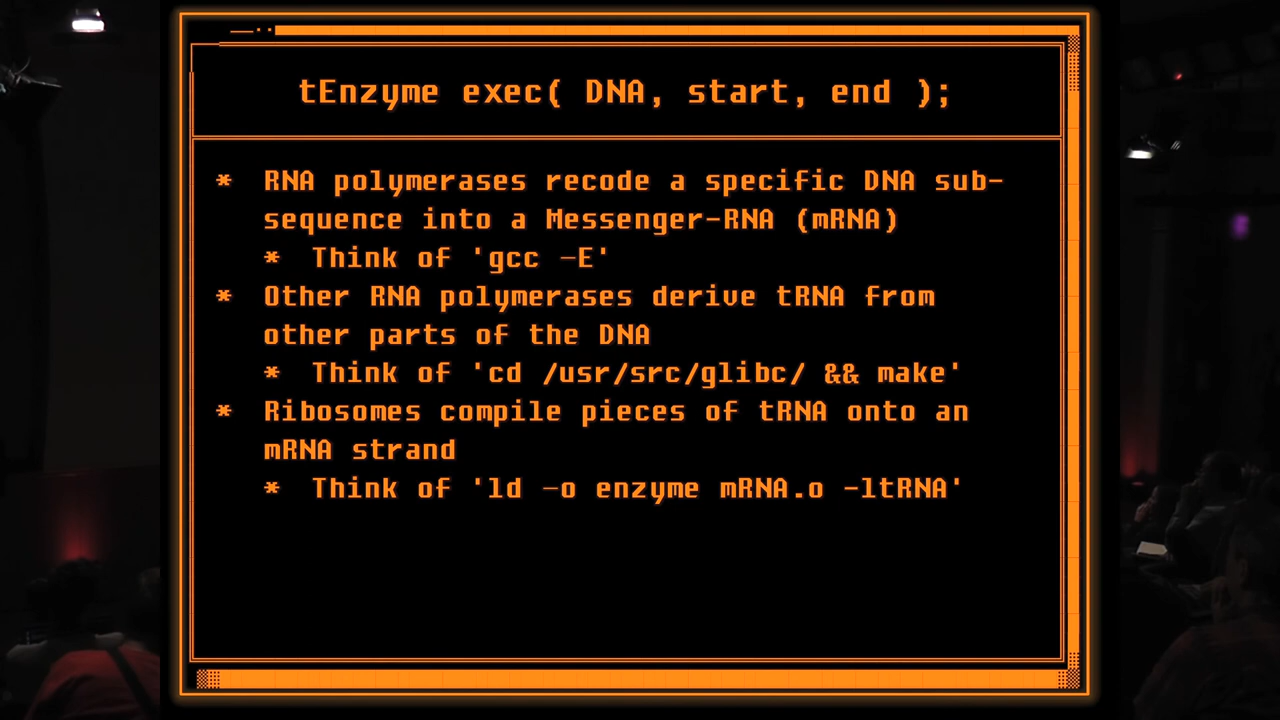 tEnzyme exec( DNA, start, end );
* RNA polymerases recode a specific DNA sub-
sequence into a Messenger-RNA (mRNA)
* Think of 'gcc -E'
* Other RNA polymerases derive tRNA from
other parts of the DNA
* Think of 'cd /usr/src/glibc/ && make'
* Ribosomes compile pieces of tRNA onto an
mRNA strand
* Think of 'ld -o enzyme mRNA.o -ltRNA'